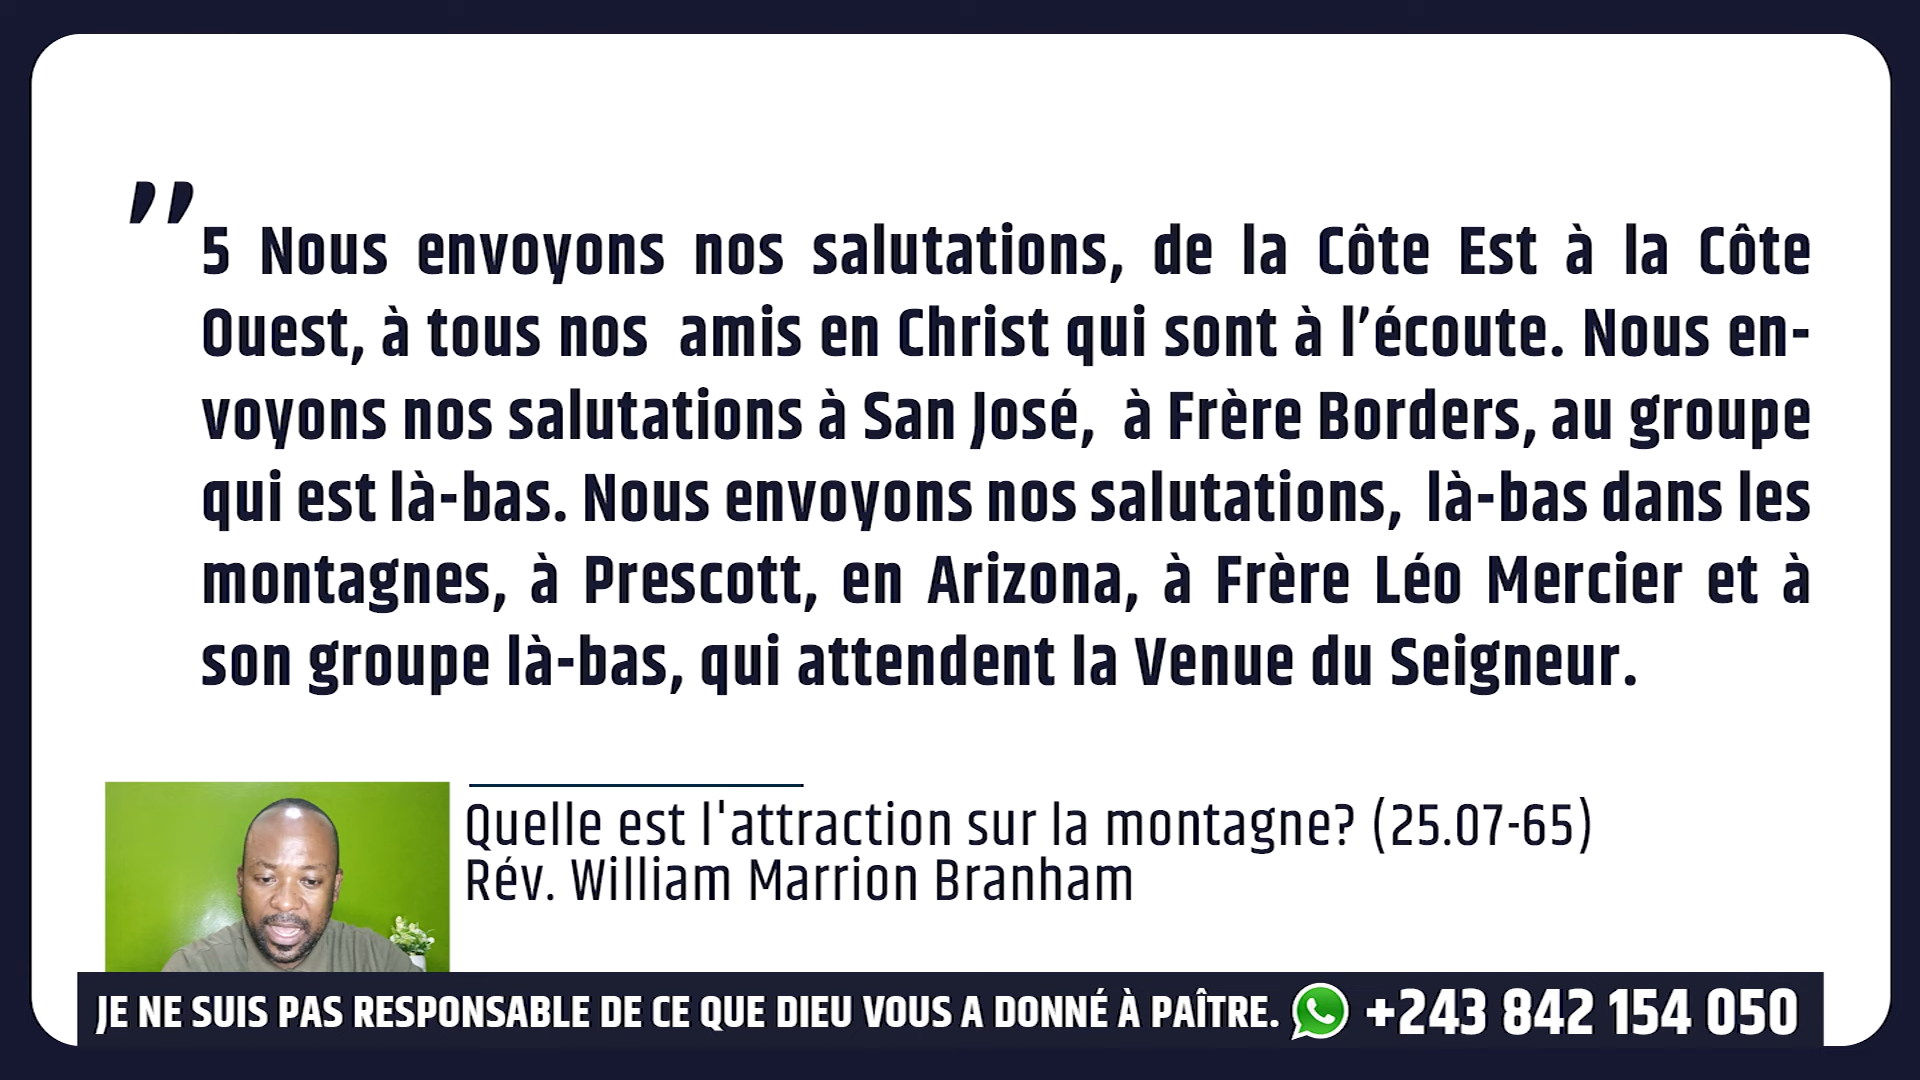 ”
5 Nous envoyons nos salutations, de la Côte Est à la Côte
Ouest, à tous nos amis en Christ qui sont à l’écoute. Nous en-
voyons nos salutations à San José, à Frère Borders, au groupe
qui est là-bas. Nous envoyons nos salutations, là-bas dans les
montagnes, à Prescott, en Arizona, à Frère Léo Mercier et à
son groupe là-bas, qui attendent la Venue du Seigneur.
Quelle est l'attraction sur la montagne? (25.07-65)
Rév. William Marrion Branham
JE NE SUIS PAS RESPONSABLE DE CE QUE DIEU VOUS A DONNÉ À PAÎTRE. +243 842 154 050